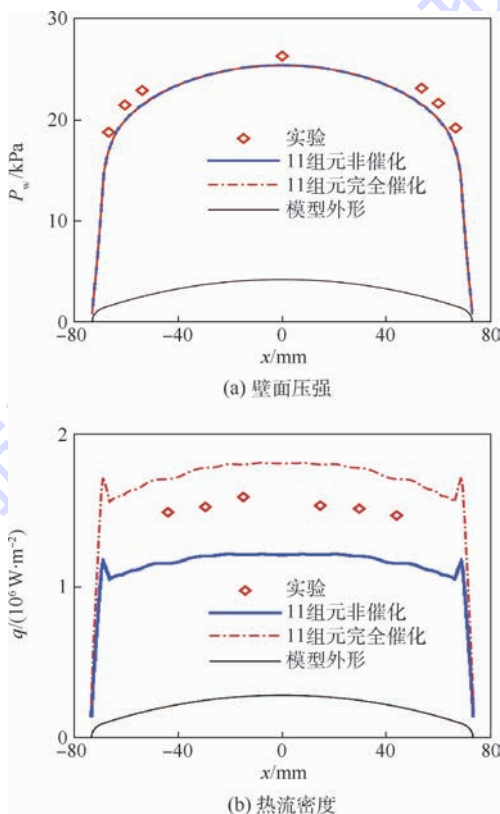 30
20
10
0
P_w/kPa
实验
11组元非催化
11组元完全催化
模型外形
-80 -40 0 40 80
x/mm
(a) 壁面压强
2
1
0
q/(10⁶ W·m⁻²)
实验
11组元非催化
11组元完全催化
模型外形
-80 -40 0 40 80
x/mm
(b) 热流密度